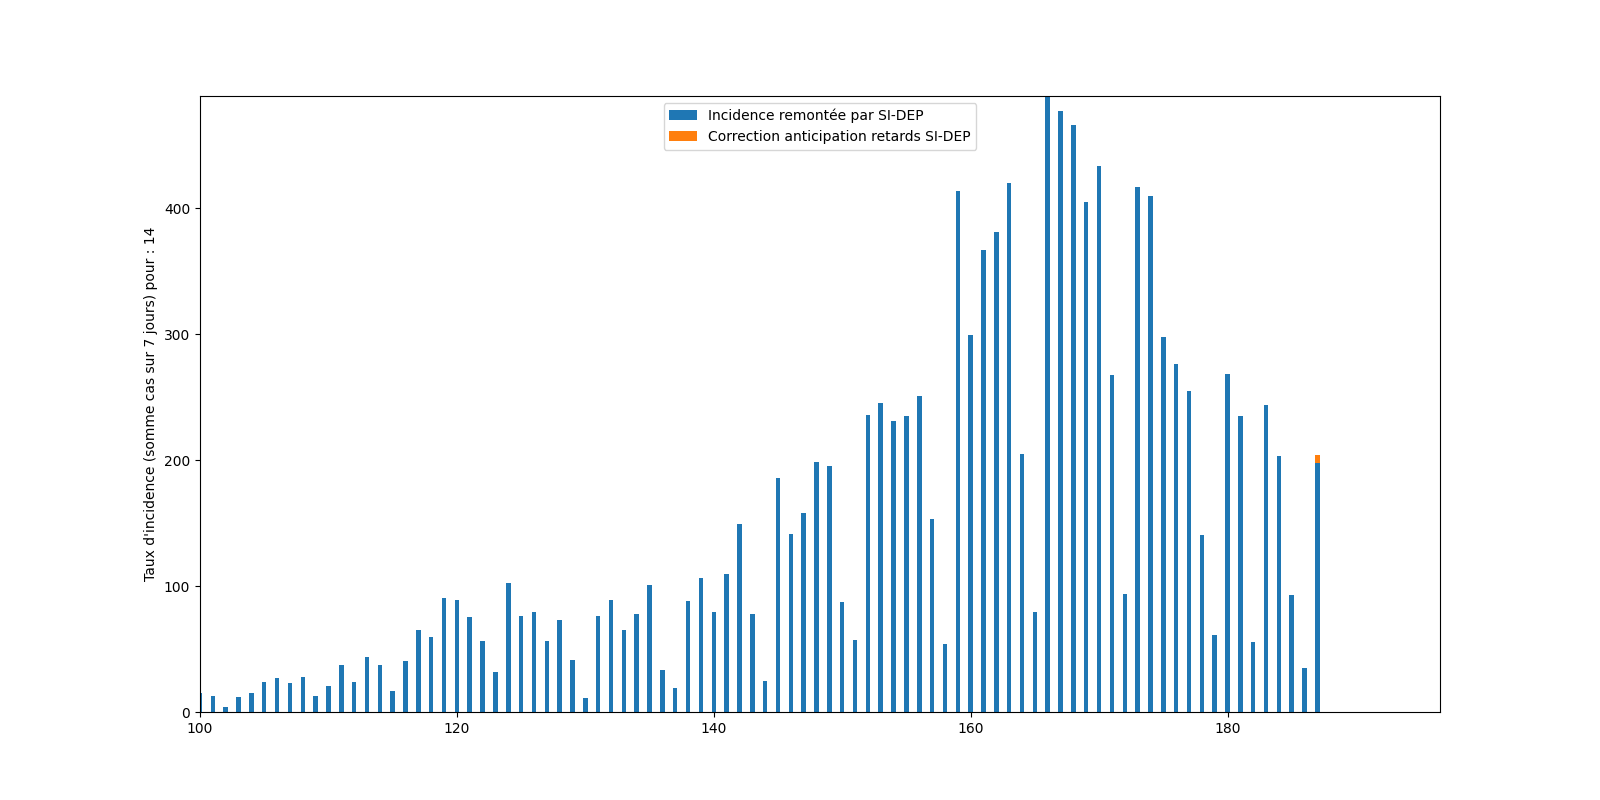 Incidence remontée par SI-DEP
Correction anticipation retards SI-DEP
Taux d'incidence (somme cas sur 7 jours) pour : 14
400
300
200
100
0
100 120 140 160 180